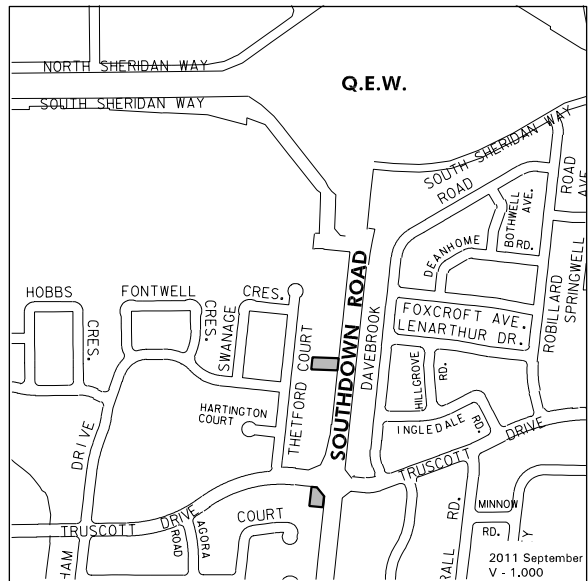 NORTH SHERIDAN WAY
Q.E.W.
SOUTH SHERIDAN WAY
SOUTH SHERIDAN WAY
ROAD
ROAD
AVE
BOTHWELL
AVE.
DEANHOME
RD.
SPRINGWELL
ROBILLARD
HOBBS
CRES.
FONTWELL
CRES.
SWANAGE
CRES.
THETFORD COURT
SOUTHDOWN ROAD
DAVEBROOK
FOXCROFT AVE.
LENARTHUR DR.
HILLGROVE
RD.
HARTINGTON
COURT
INGLEDALE
RD.
DRIVE
TRUSCOTT
DRIVE
TRUSCOTT
DRIVE
ROAD
AGORA
COURT
HAM
RALL RD.
MINNOW
RD.
Y
2011 September
V - 1,000